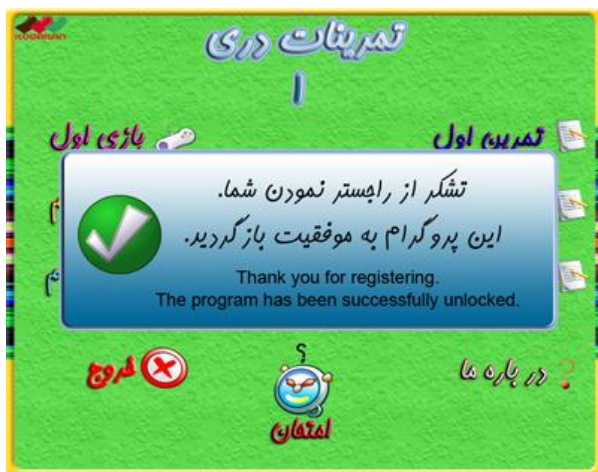 KODAKAN
تمرینات دری
۱
تمرین اول
بازی اول
تشکر از راجستر نمودن شما.
این پروگرام به موفقیت باز گردید.
Thank you for registering.
The program has been successfully unlocked.
م
م
در باره ما
؟
امتحان
خروج